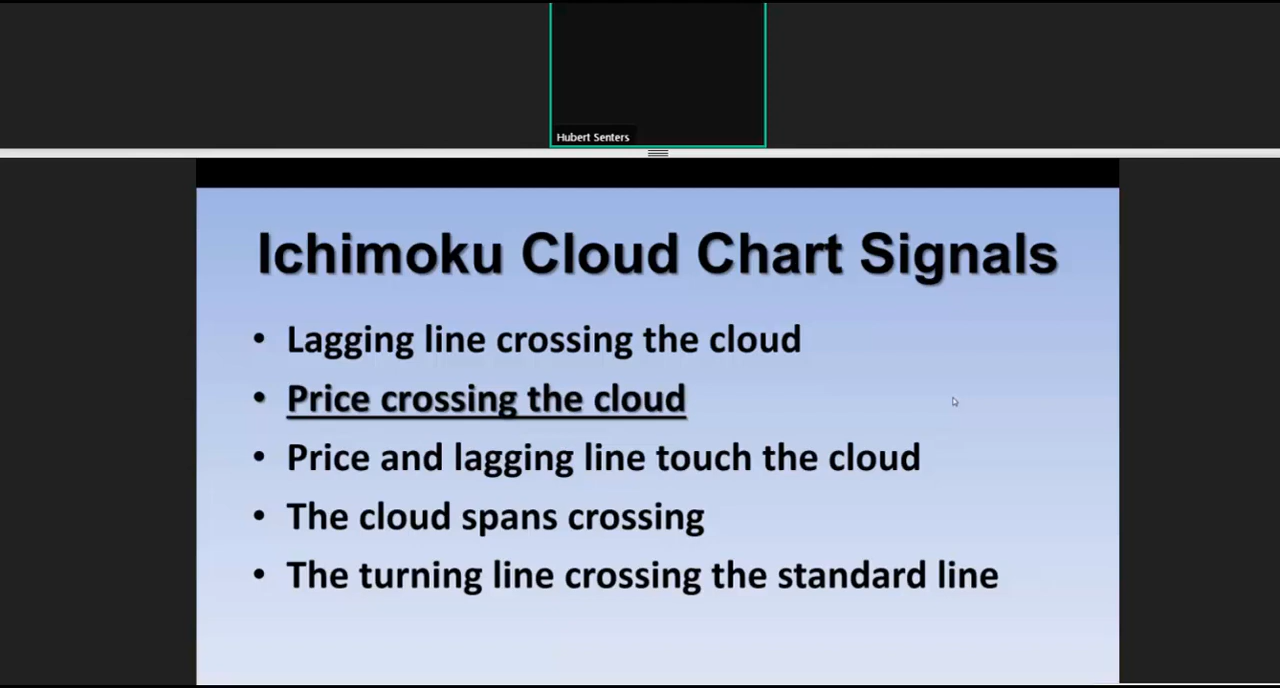 Hubert Senters
Ichimoku Cloud Chart Signals
• Lagging line crossing the cloud
• Price crossing the cloud
• Price and lagging line touch the cloud
• The cloud spans crossing
• The turning line crossing the standard line